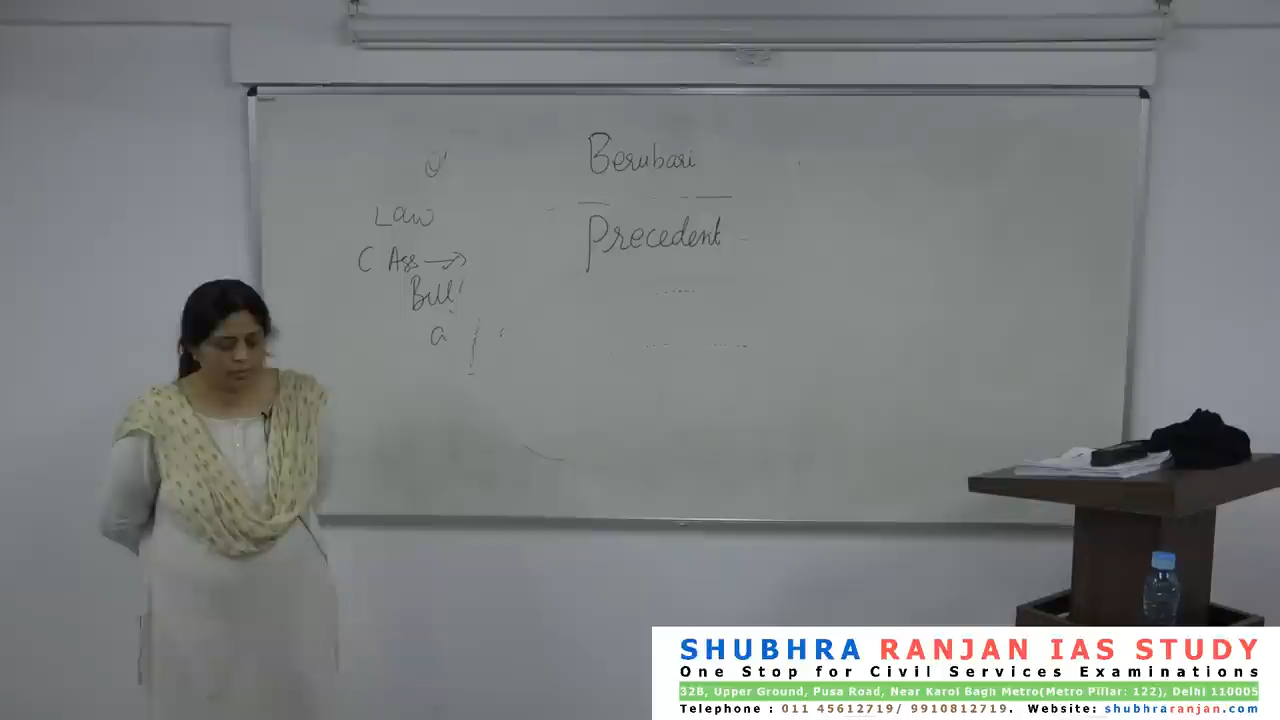 Berubari
Law
Precedent
C Ass →
Bill
a
SHUBHRA RANJAN IAS STUDY
One Stop for Civil Services Examinations
32B, Upper Ground, Pusa Road, Near Karol Bagh Metro(Metro Pillar: 122), Delhi 110005
Telephone : 011 45612719/ 9910812719. Website: shubhraranjan.com